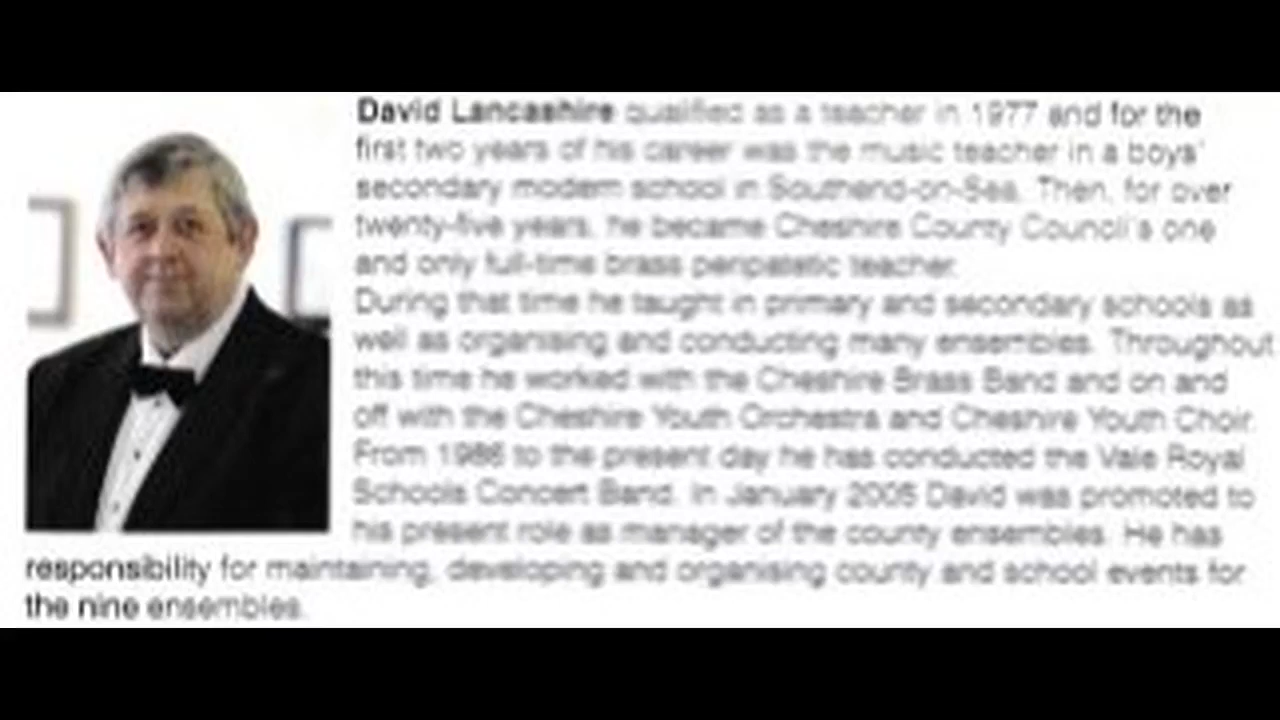 David Lancashire qualified as a teacher in 1977 and for the
first two years of his career was the music teacher in a boys'
secondary modern school in Southend-on-Sea. Then, for over
twenty-five years, he became Cheshire County Council's one
and only full-time brass peripatetic teacher.
During that time he taught in primary and secondary schools as
well as organising and conducting many ensembles. Throughout
this time he worked with the Cheshire Brass Band and on and
off with the Cheshire Youth Orchestra and Cheshire Youth Choir.
From 1986 to the present day he has conducted the Vale Royal
Schools Concert Band. In January 2005 David was promoted to
his present role as manager of the county ensembles. He has
responsibility for maintaining, developing and organising county and school events for
the nine ensembles.